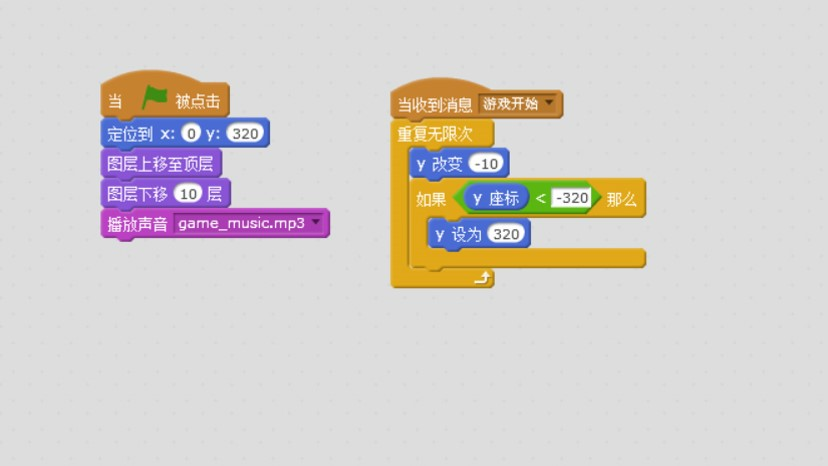 当 被点击
定位到 x: 0 y: 320
图层上移至顶层
图层下移 10 层
播放声音 game_music.mp3
当收到消息 游戏开始
重复无限次
y 改变 -10
如果 y 座标 < -320 那么
y 设为 320